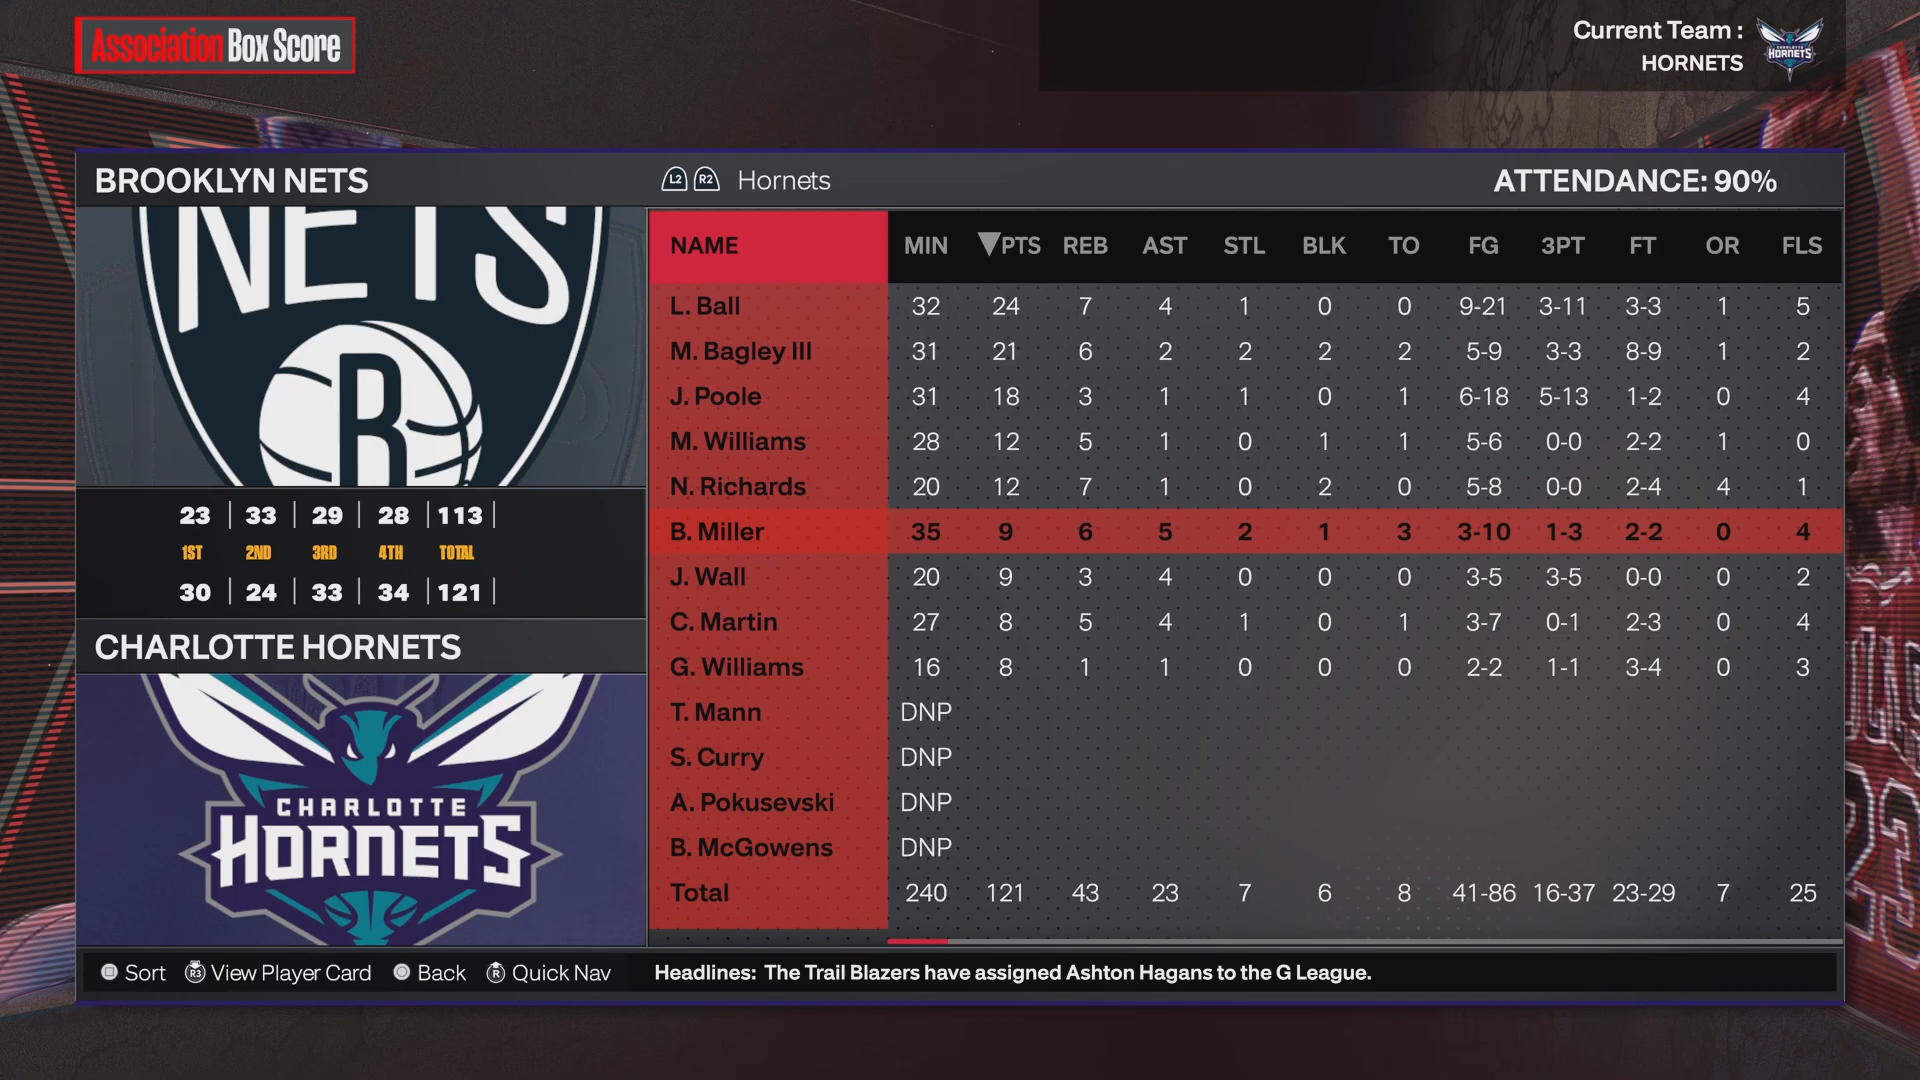 Association Box Score
Current Team :
HORNETS
BROOKLYN NETS
L2 R2 Hornets
ATTENDANCE: 90%
NETS
B
23 33 29 28 113
1ST 2ND 3RD 4TH TOTAL
30 24 33 34 121
CHARLOTTE HORNETS
CHARLOTTE
HORNETS
NAME MIN PTS REB AST STL BLK TO FG 3PT FT OR FLS
L. Ball 32 24 7 4 1 0 0 9-21 3-11 3-3 1 5
M. Bagley III 31 21 6 2 2 2 2 5-9 3-3 8-9 1 2
J. Poole 31 18 3 1 1 0 1 6-18 5-13 1-2 0 4
M. Williams 28 12 5 1 0 1 1 5-6 0-0 2-2 1 0
N. Richards 20 12 7 1 0 2 0 5-8 0-0 2-4 4 1
B. Miller 35 9 6 5 2 1 3 3-10 1-3 2-2 0 4
J. Wall 20 9 3 4 0 0 0 3-5 3-5 0-0 0 2
C. Martin 27 8 5 4 1 0 1 3-7 0-1 2-3 0 4
G. Williams 16 8 1 1 0 0 0 2-2 1-1 3-4 0 3
T. Mann DNP
S. Curry DNP
A. Pokusevski DNP
B. McGowens DNP
Total 240 121 43 23 7 6 8 41-86 16-37 23-29 7 25
Sort R3 View Player Card Back R Quick Nav
Headlines: The Trail Blazers have assigned Ashton Hagans to the G League.